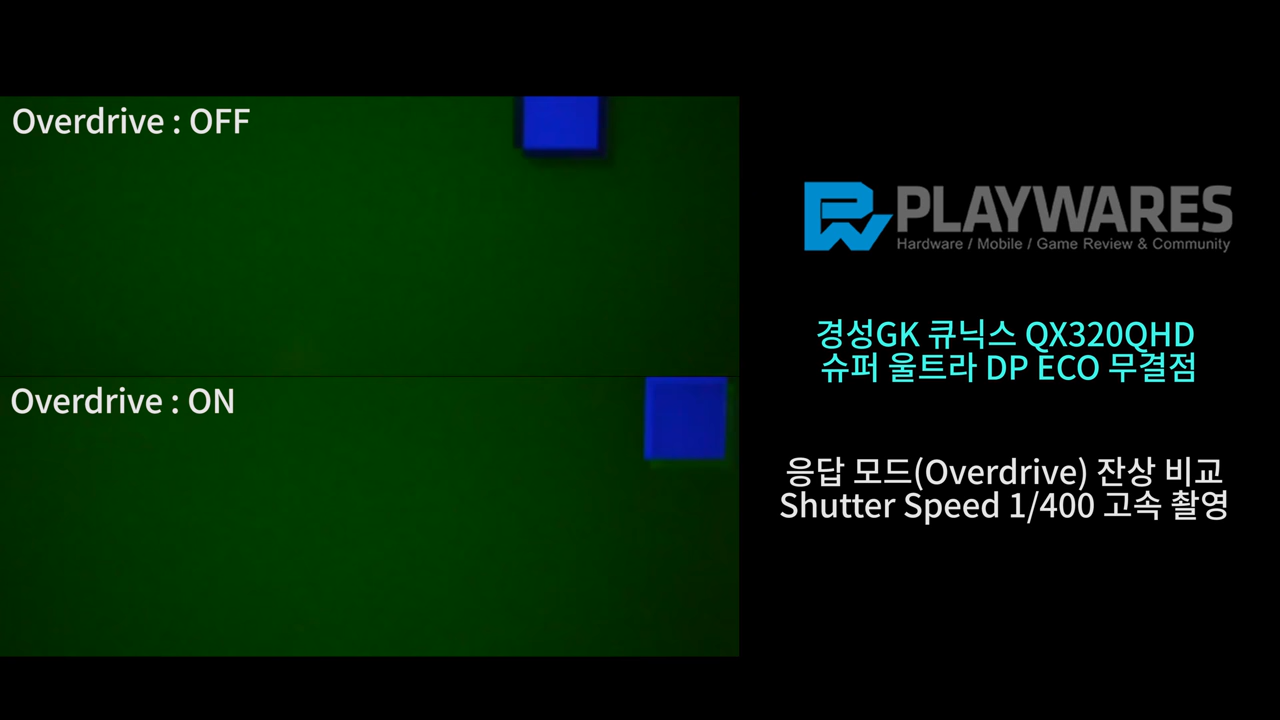 Overdrive : OFF
Overdrive : ON
PLAYWARES
Hardware / Mobile / Game Review & Community
경성GK 큐닉스 QX320QHD
슈퍼 울트라 DP ECO 무결점
응답 모드(Overdrive) 잔상 비교
Shutter Speed 1/400 고속 촬영